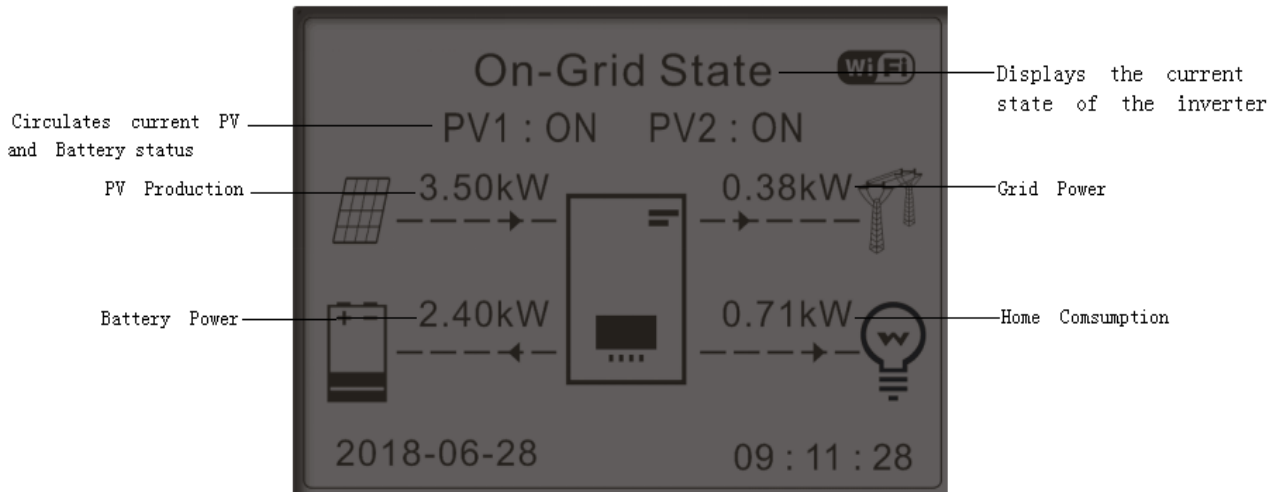 On-Grid State
WiFi
Displays the current
state of the inverter
Circulates current PV
and Battery status
PV1 : ON PV2 : ON
PV Production
3.50kW
0.38kW
Grid Power
Battery Power
+ -
2.40kW
0.71kW
Home Comsumption
2018-06-28
09 : 11 : 28